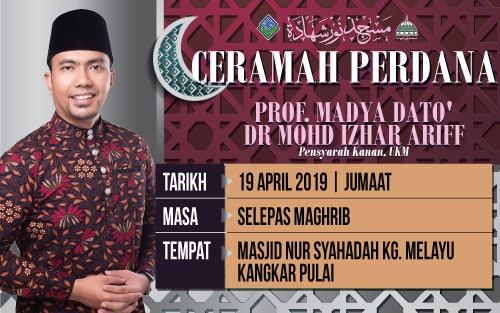 مسجد نور شهادة
CERAMAH PERDANA
PROF. MADYA DATO'
DR MOHD IZHAR ARIFF
Pensyarah Kanan, UKM
TARIKH 19 APRIL 2019 | JUMAAT
MASA SELEPAS MAGHRIB
TEMPAT MASJID NUR SYAHADAH KG. MELAYU
KANGKAR PULAI